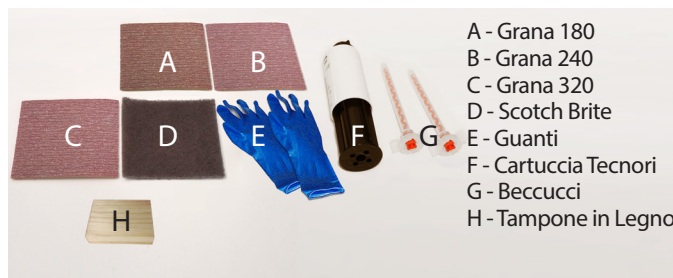 A
B
C
D
E
F
G
H
A - Grana 180
B - Grana 240
C - Grana 320
D - Scotch Brite
E - Guanti
F - Cartuccia Tecnori
G - Beccucci
H - Tampone in Legno